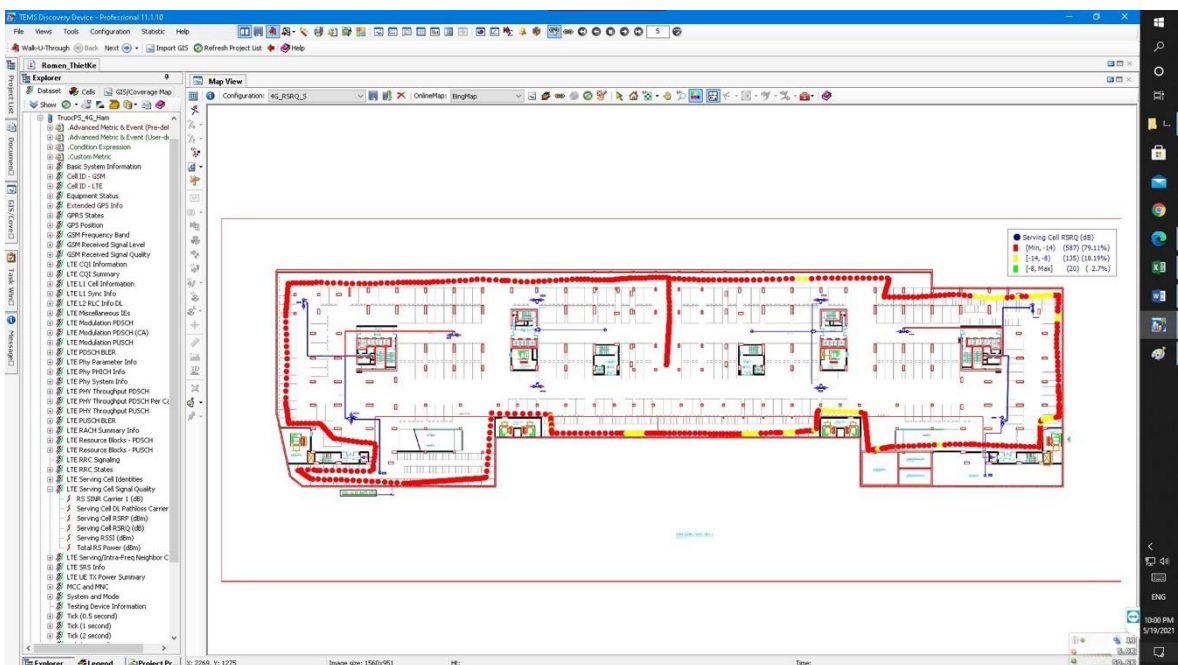 TEMS Discovery Device - Professional 11.1.10
File Views Tools Configuration Statistic Help
5
Walk-U-Through Back Next Import GIS Refresh Project List Help
Romen_ThietKe
Explorer
Map View
Dataset Cells GIS/Coverage Map
Configuration: 4G_RSRQ_S OnlineMap: BingMap
Show
Project List
TruocPS_4G_Ham
.Advanced Metric & Event (Pre-def
.Advanced Metric & Event (User-de
.Condition Expression
.Custom Metric
Basic System Information
Cell ID - GSM
Cell ID - LTE
Equipment Status
Extended GPS Info
GPRS States
GPS Position
GSM Frequency Band
GSM Received Signal Level
GSM Received Signal Quality
LTE CQI Information
LTE CQI Summary
LTE L1 Cell Information
LTE L1 Sync Info
LTE L2 RLC Info DL
LTE Miscellaneous IEs
LTE Modulation PDSCH
LTE Modulation PDSCH (CA)
LTE Modulation PUSCH
LTE PDSCH BLER
LTE Phy Parameter Info
LTE Phy PHICH Info
LTE Phy System Info
LTE PHY Throughput PDSCH
LTE PHY Throughput PDSCH Per Ca
LTE PHY Throughput PUSCH
LTE PUSCH BLER
LTE RACH Summary Info
LTE Resource Blocks - PDSCH
LTE Resource Blocks - PUSCH
LTE RRC Signaling
LTE RRC States
LTE Serving Cell Identities
LTE Serving Cell Signal Quality
RS SINR Carrier 1 (dB)
Serving Cell DL Pathloss Carrier
Serving Cell RSRP (dBm)
Serving Cell RSRQ (dB)
Serving RSSI (dBm)
Total RS Power (dBm)
LTE Serving/Intra-Freq Neighbor C
LTE SRS Info
LTE UE TX Power Summary
MCC and MNC
System and Mode
Testing Device Information
Tick (0.5 second)
Tick (1 second)
Tick (2 second)
Serving Cell RSRQ (dB)
[Min, -14) (587) (79.11%)
[-14, -8) (135) (18.19%)
[-8, Max] (20) ( 2.7%)
Explorer Legend Project Pr...
X: 2269, Y: 1275 Image size: 1560x951 Ht: Time:
ENG
10:00 PM
5/19/2021